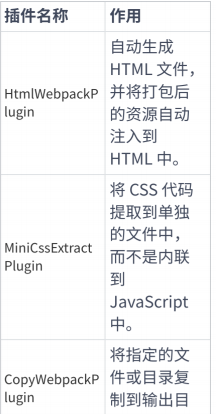 插件名称 作用
HtmlWebpackP
lugin
自动生成
HTML 文件，
并将打包后
的资源自动
注入到
HTML 中。
MiniCssExtract
Plugin
将 CSS 代码
提取到单独
的文件中，
而不是内联
到
JavaScript
中。
CopyWebpackP
lugin
将指定的文
件或目录复
制到输出目